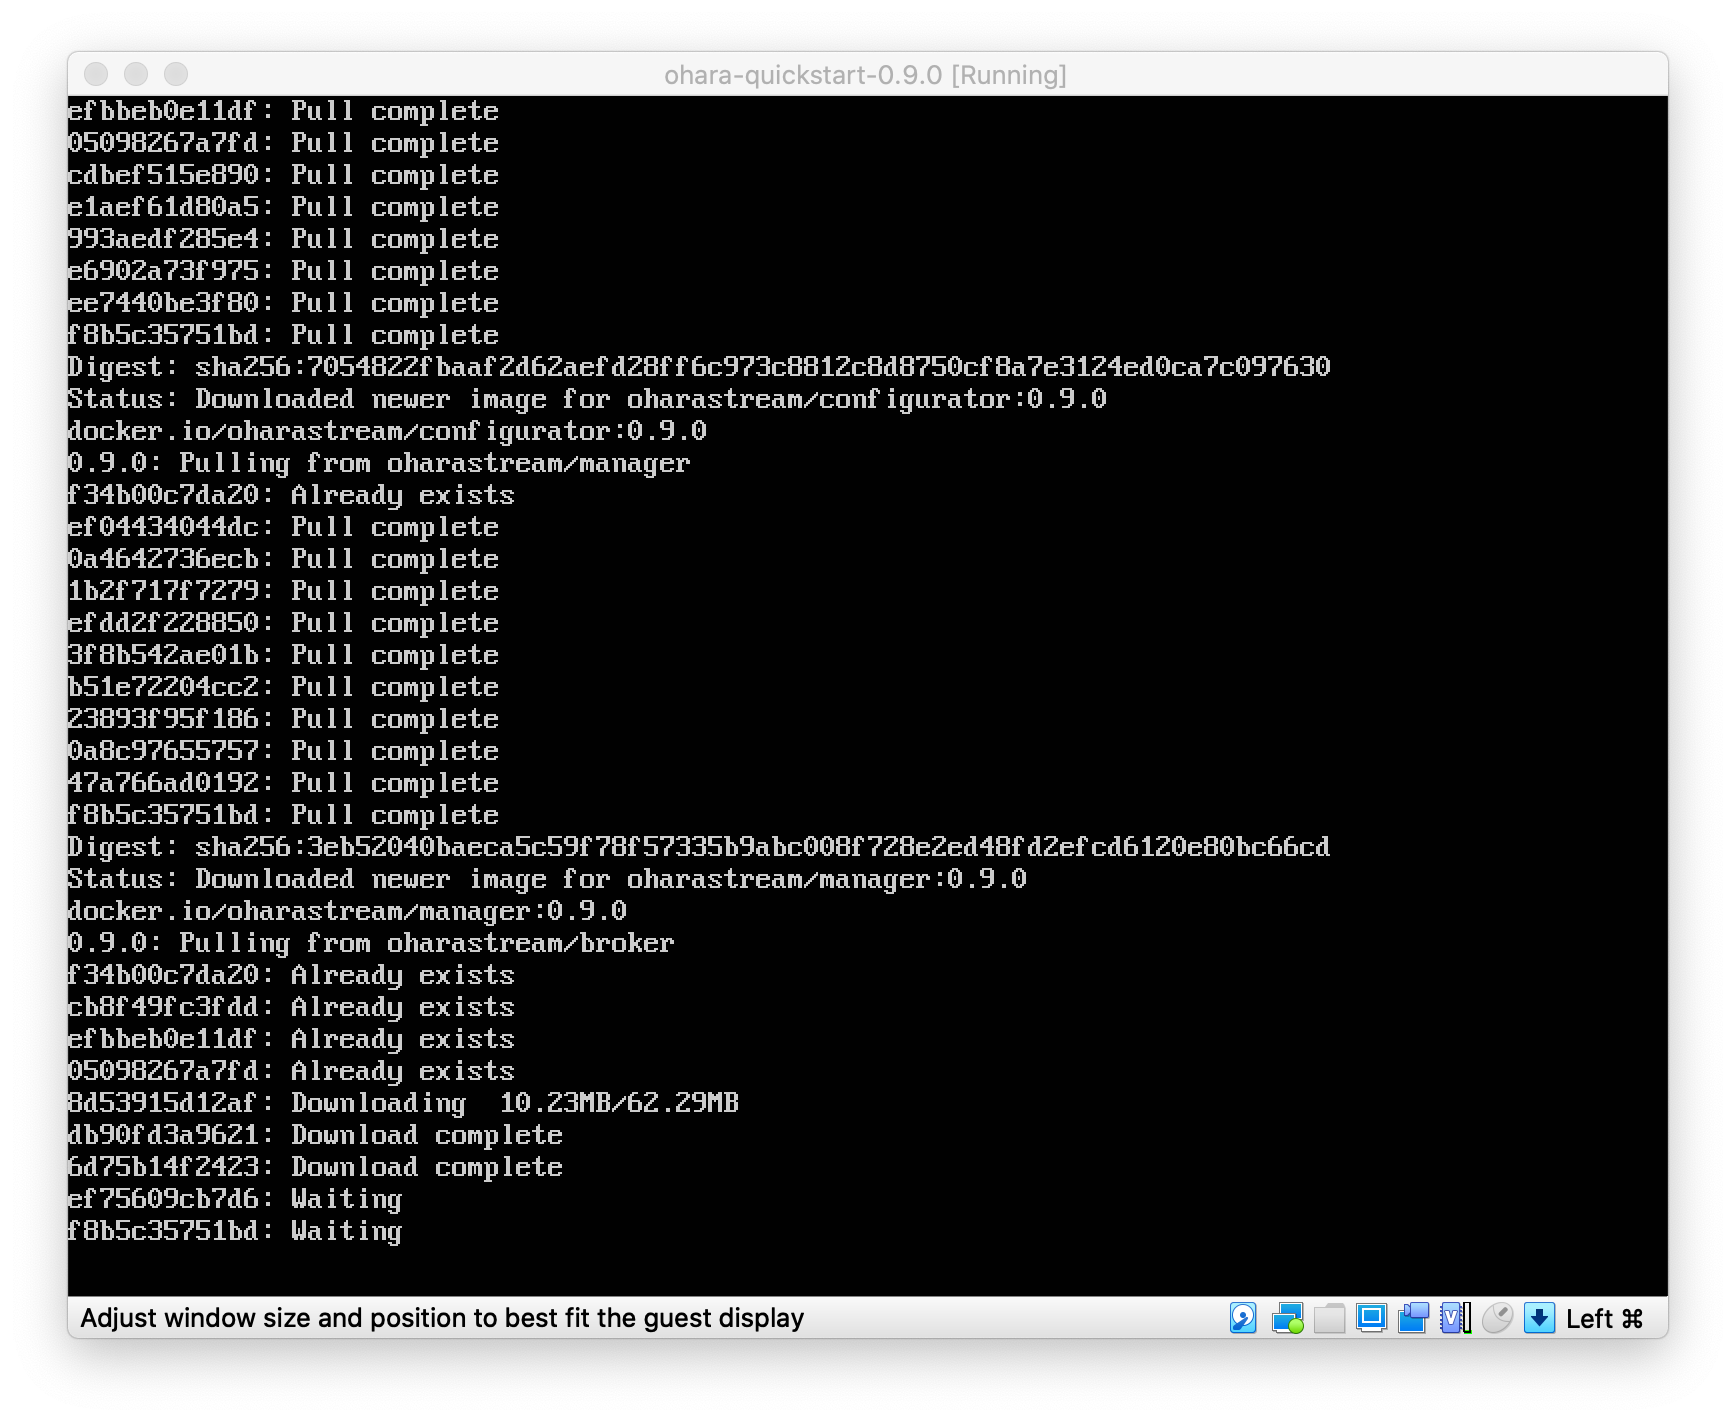 ohara-quickstart-0.9.0 [Running]
efbbeb0e11df: Pull complete
05098267a7fd: Pull complete
cdbef515e890: Pull complete
e1aef61d80a5: Pull complete
993aedf285e4: Pull complete
e6902a73f975: Pull complete
ee7440be3f80: Pull complete
f8b5c35751bd: Pull complete
Digest: sha256:7054822fbaaf2d62aefd28ff6c973c8812c8d8750cf8a7e3124ed0ca7c097630
Status: Downloaded newer image for oharastream/configurator:0.9.0
docker.io/oharastream/configurator:0.9.0
0.9.0: Pulling from oharastream/manager
f34b00c7da20: Already exists
ef04434044dc: Pull complete
0a4642736ecb: Pull complete
1b2f717f7279: Pull complete
efdd2f228850: Pull complete
3f8b542ae01b: Pull complete
b51e72204cc2: Pull complete
23893f95f186: Pull complete
0a8c97655757: Pull complete
47a766ad0192: Pull complete
f8b5c35751bd: Pull complete
Digest: sha256:3eb52040baeca5c59f78f57335b9abc008f728e2ed48fd2efcd6120e80bc66cd
Status: Downloaded newer image for oharastream/manager:0.9.0
docker.io/oharastream/manager:0.9.0
0.9.0: Pulling from oharastream/broker
f34b00c7da20: Already exists
cb8f49fc3fdd: Already exists
efbbeb0e11df: Already exists
05098267a7fd: Already exists
8d53915d12af: Downloading  10.23MB/62.29MB
db90fd3a9621: Download complete
6d75b14f2423: Download complete
ef75609cb7d6: Waiting
f8b5c35751bd: Waiting
Adjust window size and position to best fit the guest display Left ⌘